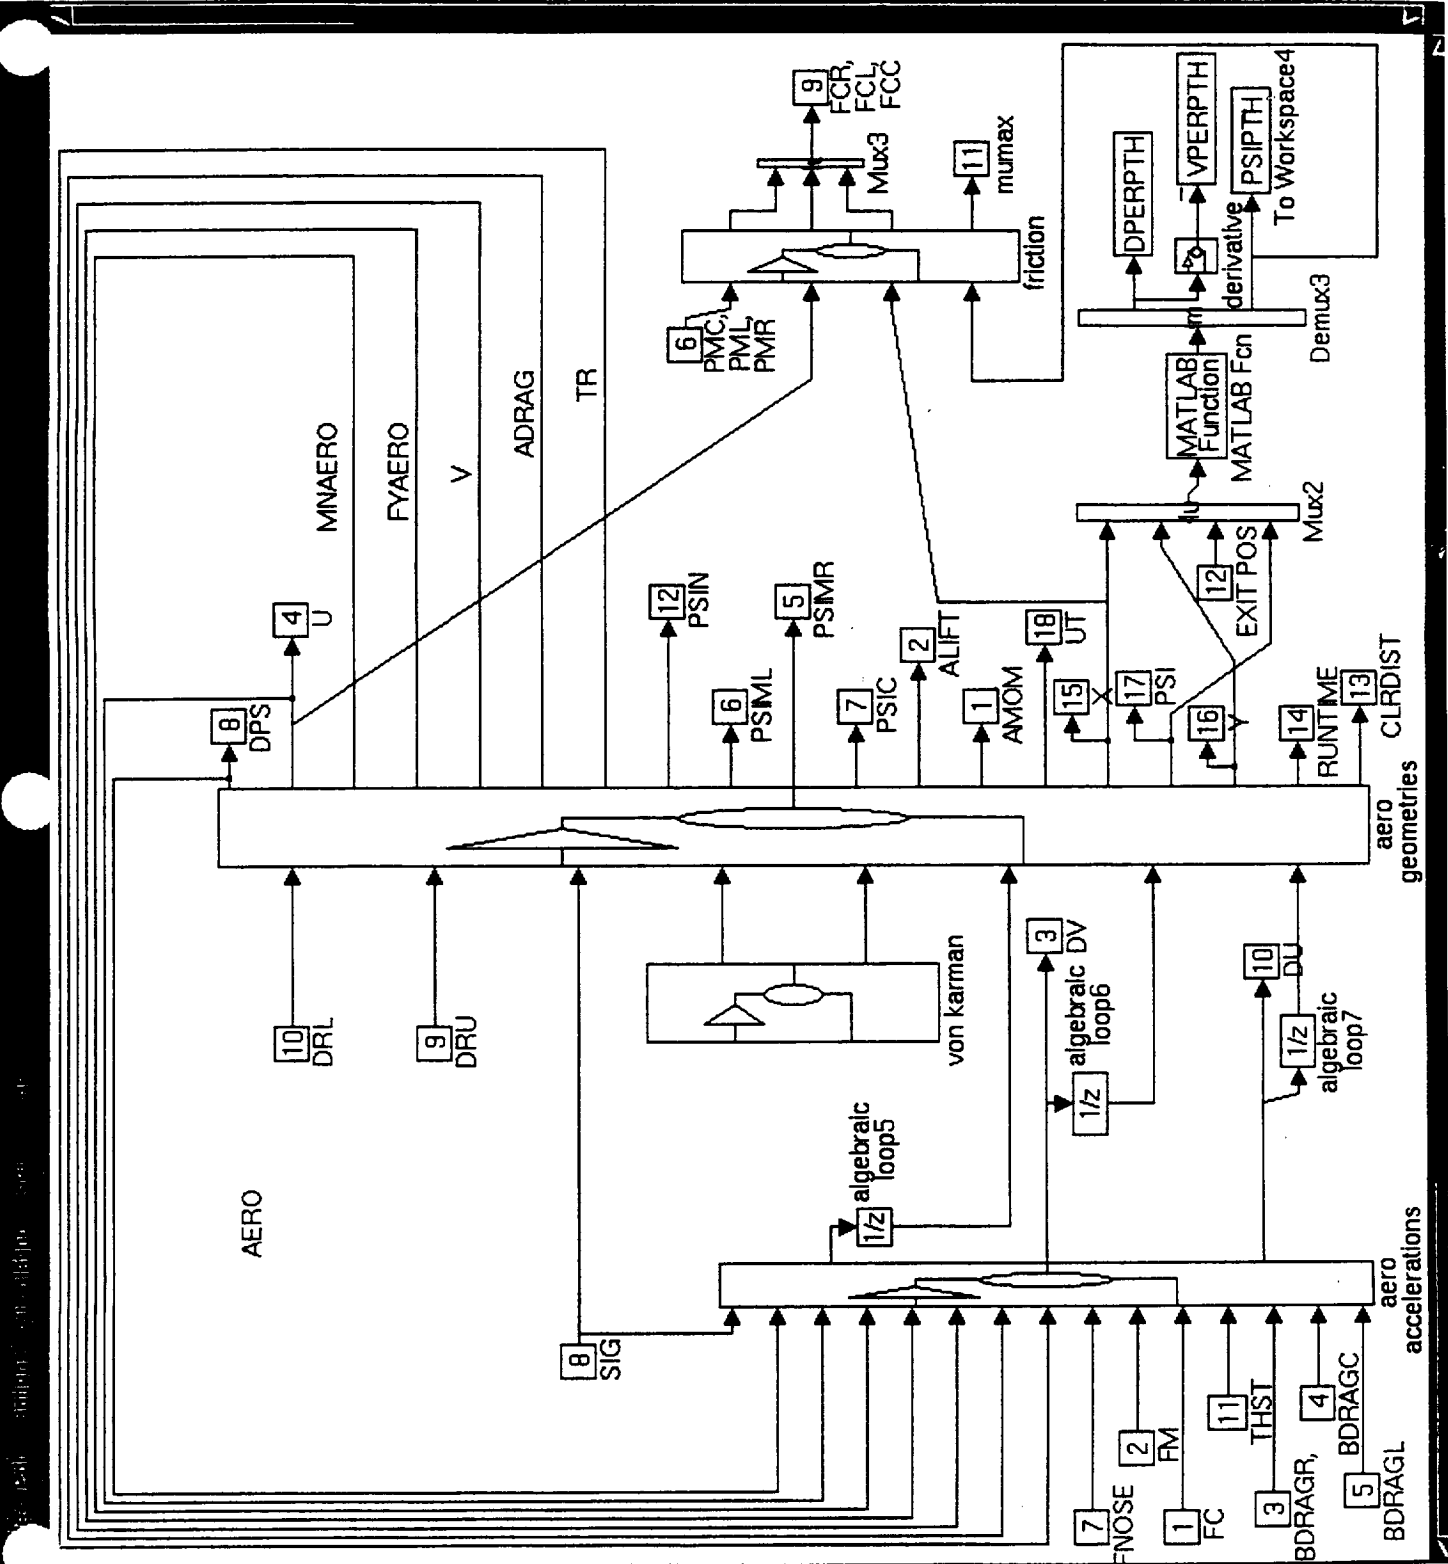 AERO
8
DPS
10
DRL
4
U
MNAERO
9
DRU
FYAERO
V
ADRAG
8
SIG
TR
12
PSIN
6
PMC,
PML,
PMR
9
FCR,
FCL,
FCC
Mux3
6
PSIML
5
PSIMR
von karman
1/z
algebraic
loop5
7
PSIC
2
ALIFT
1
AMOM
11
mumax
friction
3
DV
18
UT
1/z
algebraic
loop6
15
X
7
FNOSE
2
FM
17
PSI
DPERPTH
1
FC
16
Y
12
EXIT POS
MATLAB
Function
MATLAB Fcn
VPERPTH
derivative
11
THST
10
DU
PSIPTH
To Workspace4
3
BDRAGR,
1/z
algebraic
loop7
14
RUNTIME
Mux2
Demux3
4
BDRAGC
13
CLRDIST
5
BDRAGL
aero
accelerations
aero
geometries